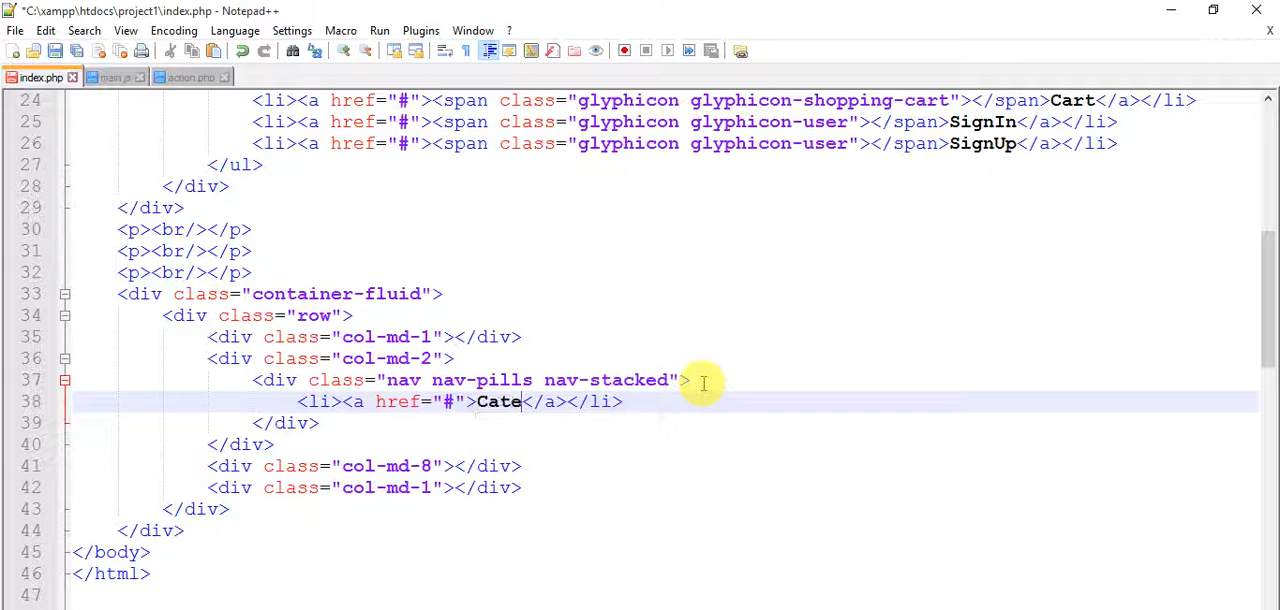 *C:\xampp\htdocs\project1\index.php - Notepad++
File Edit Search View Encoding Language Settings Macro Run Plugins Window ? X
index.php main.js action.php
24 <li><a href="#"><span class="glyphicon glyphicon-shopping-cart"></span>Cart</a></li>
25 <li><a href="#"><span class="glyphicon glyphicon-user"></span>SignIn</a></li>
26 <li><a href="#"><span class="glyphicon glyphicon-user"></span>SignUp</a></li>
27 </ul>
28 </div>
29 </div>
30 <p><br/></p>
31 <p><br/></p>
32 <p><br/></p>
33 <div class="container-fluid">
34 <div class="row">
35 <div class="col-md-1"></div>
36 <div class="col-md-2">
37 <div class="nav nav-pills nav-stacked">
38 <li><a href="#">Cate</a></li>
39 </div>
40 </div>
41 <div class="col-md-8"></div>
42 <div class="col-md-1"></div>
43 </div>
44 </div>
45 </body>
46 </html>
47